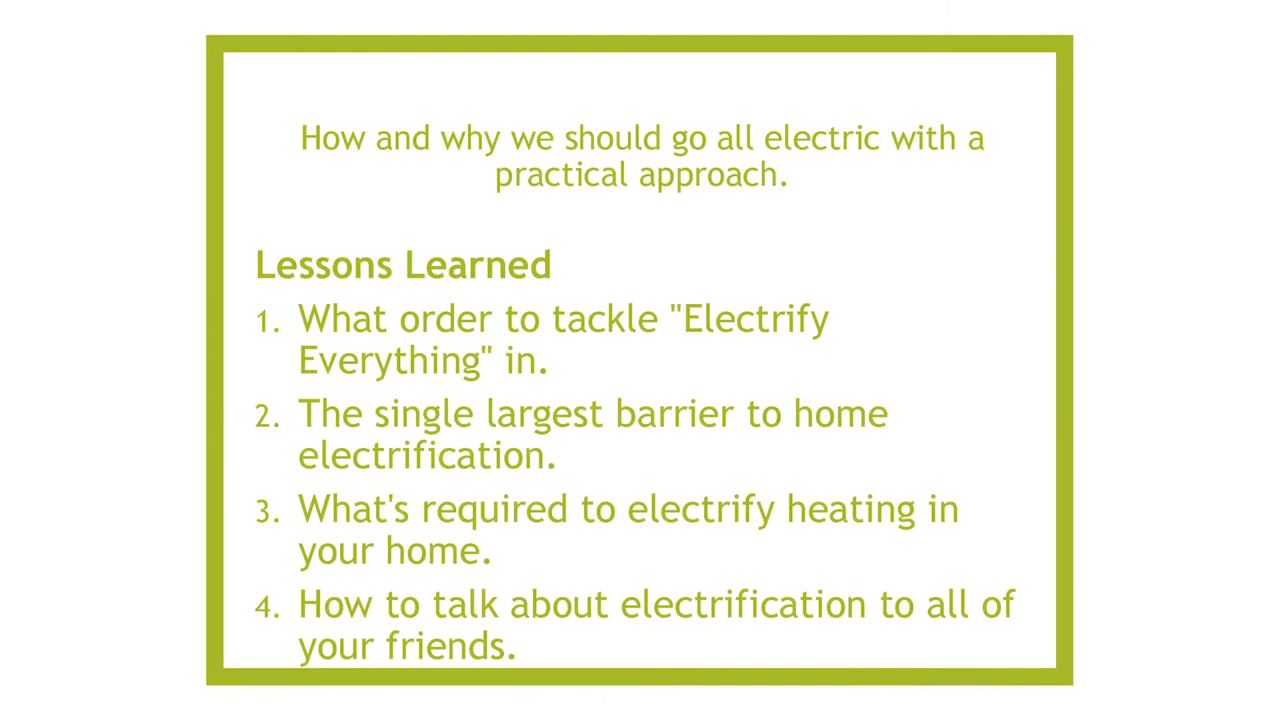 How and why we should go all electric with a
practical approach.
Lessons Learned
1. What order to tackle "Electrify
Everything" in.
2. The single largest barrier to home
electrification.
3. What's required to electrify heating in
your home.
4. How to talk about electrification to all of
your friends.